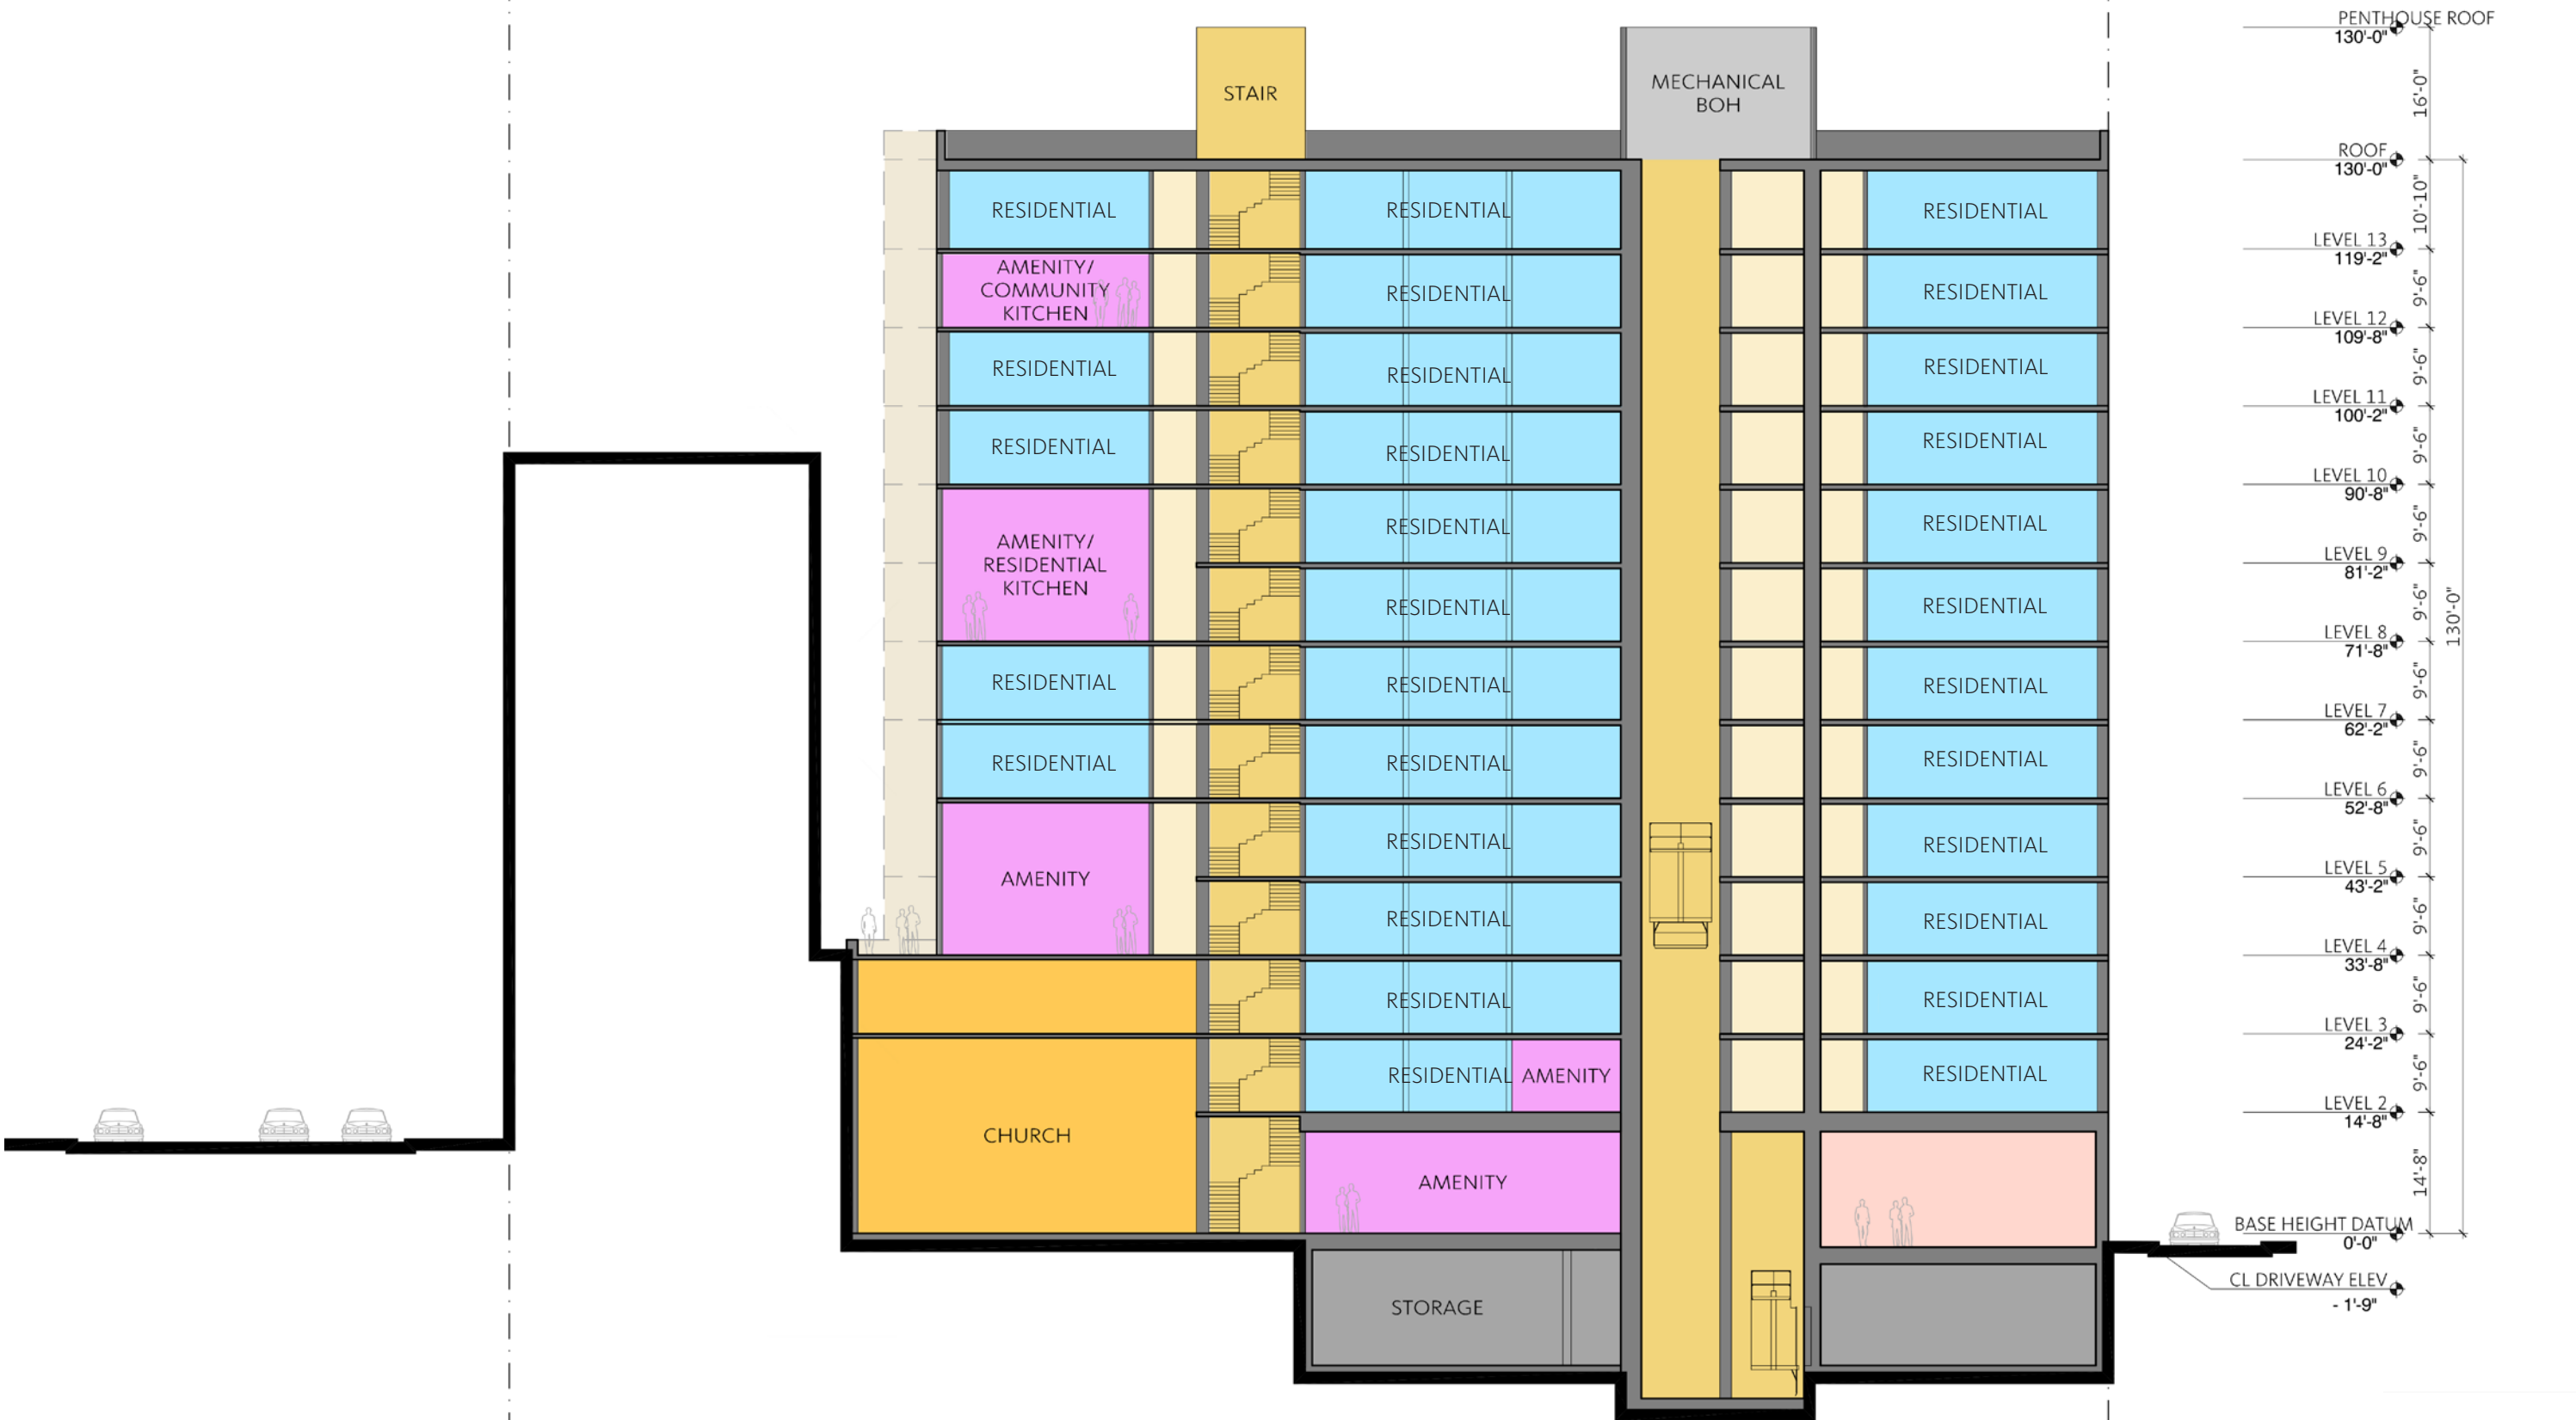 PENTHOUSE ROOF
130'-0"
16'-0"
STAIR
MECHANICAL
BOH
ROOF
130'-0"
10'-10"
RESIDENTIAL
RESIDENTIAL
RESIDENTIAL
LEVEL 13
119'-2"
9'-6"
AMENITY/
COMMUNITY
KITCHEN
RESIDENTIAL
RESIDENTIAL
LEVEL 12
109'-8"
9'-6"
RESIDENTIAL
RESIDENTIAL
RESIDENTIAL
LEVEL 11
100'-2"
9'-6"
RESIDENTIAL
RESIDENTIAL
RESIDENTIAL
LEVEL 10
90'-8"
9'-6"
AMENITY/
RESIDENTIAL
KITCHEN
RESIDENTIAL
RESIDENTIAL
LEVEL 9
81'-2"
9'-6"
RESIDENTIAL
RESIDENTIAL
130'-0"
LEVEL 8
71'-8"
9'-6"
RESIDENTIAL
RESIDENTIAL
RESIDENTIAL
LEVEL 7
62'-2"
9'-6"
RESIDENTIAL
RESIDENTIAL
RESIDENTIAL
LEVEL 6
52'-8"
9'-6"
RESIDENTIAL
RESIDENTIAL
AMENITY
LEVEL 5
43'-2"
9'-6"
RESIDENTIAL
RESIDENTIAL
LEVEL 4
33'-8"
9'-6"
RESIDENTIAL
RESIDENTIAL
LEVEL 3
24'-2"
9'-6"
RESIDENTIAL
AMENITY
RESIDENTIAL
LEVEL 2
14'-8"
CHURCH
14'-8"
AMENITY
BASE HEIGHT DATUM
0'-0"
CL DRIVEWAY ELEV
- 1'-9"
STORAGE